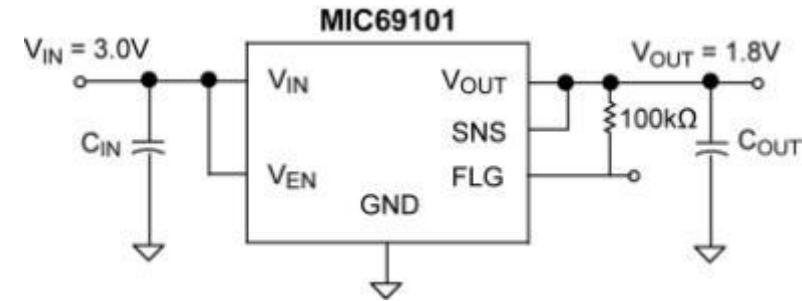 MIC69101
V_IN = 3.0V
V_OUT = 1.8V
V_IN
V_OUT
SNS
100kΩ
C_IN
C_OUT
V_EN
FLG
GND